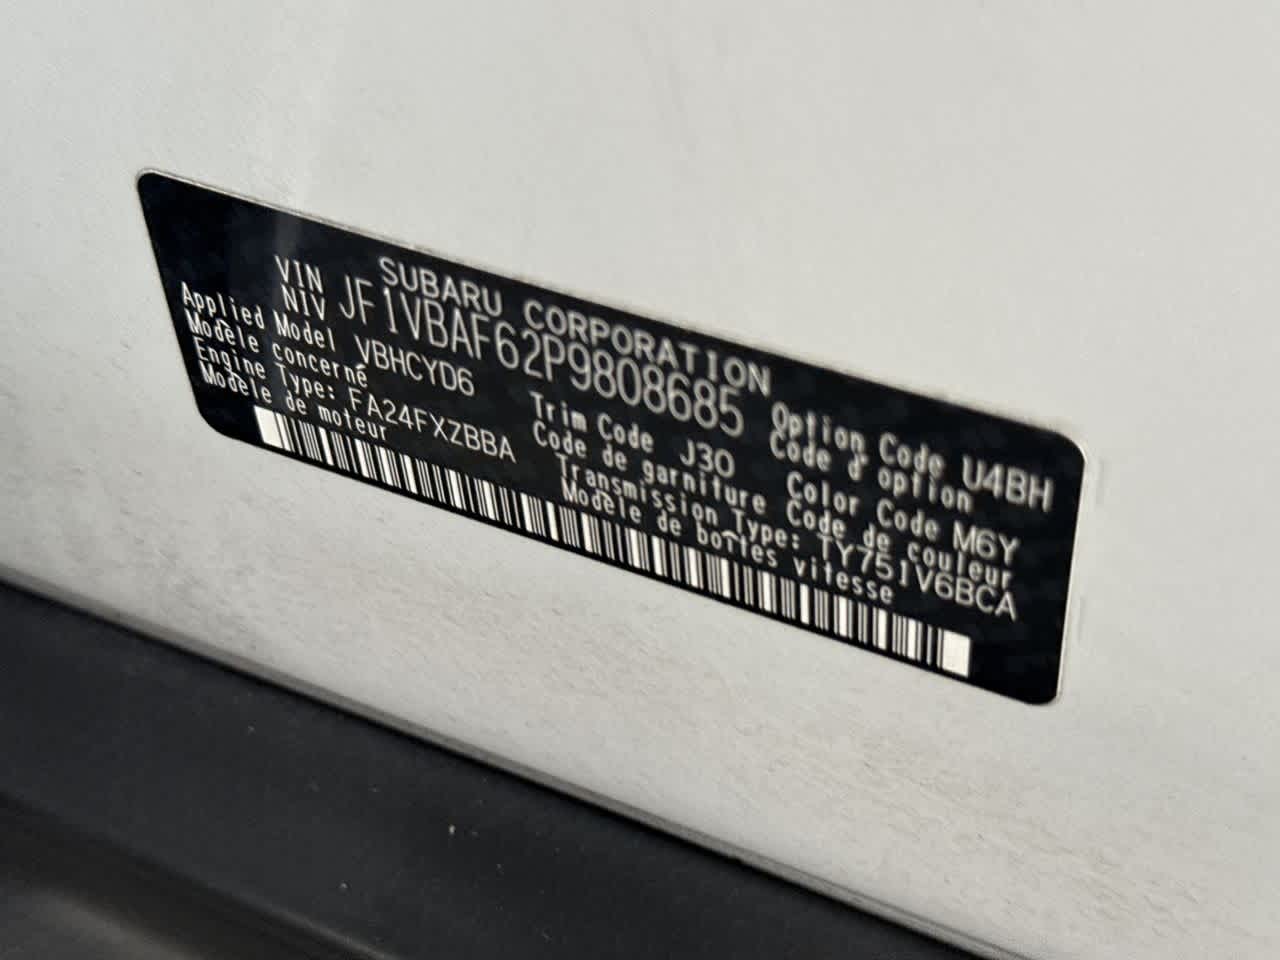 SUBARU CORPORATION
VIN
NIV JF1VBAF62P9808685
Applied Model VBHCYD6
Modèle concerné
Engine Type: FA24FXZBBA
Modèle de moteur
Trim Code J30
Code de garniture
Transmission Type: TY751V6BCA
Modèle de boîtes vitesse
Option Code U4BH
Code d'option
Color Code M6Y
Code de couleur